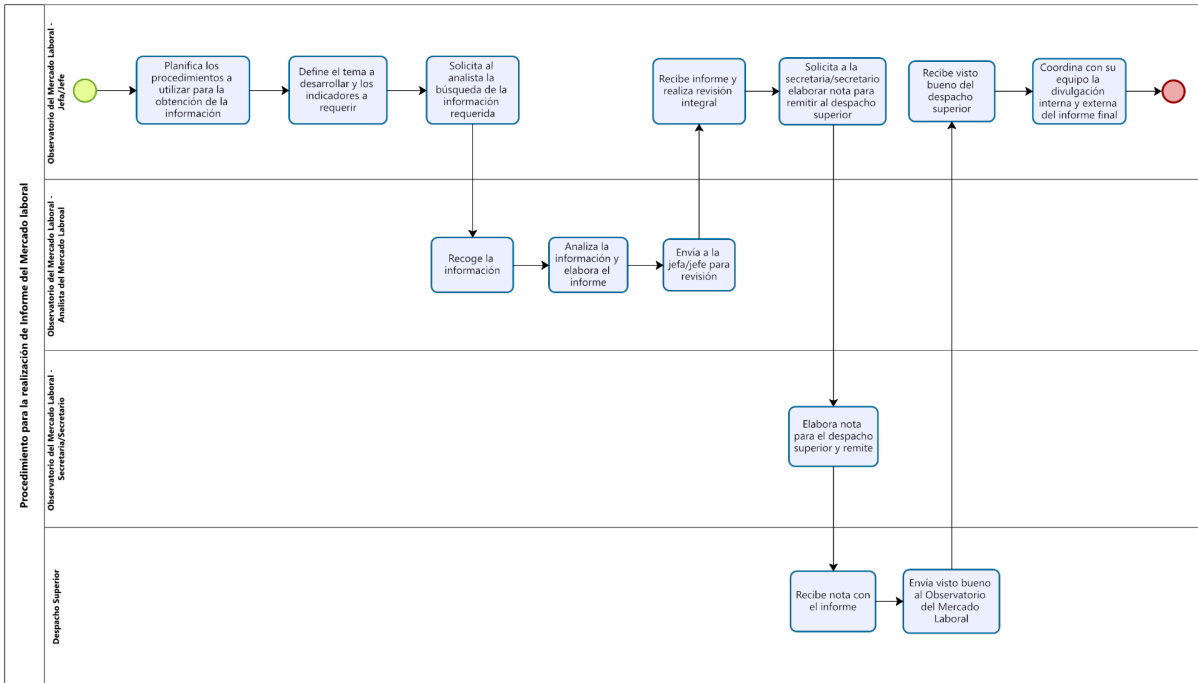 Procedimiento para la realización de Informe del Mercado laboral
Observatorio del Mercado Laboral -
Jefa/Jefe
Planifica los
procedimientos a
utilizar para la
obtención de la
información
Define el tema a
desarrollar y los
indicadores a
requerir
Solicita al
analista la
búsqueda de la
información
requerida
Recibe informe y
realiza revisión
integral
Solicita a la
secretaria/secretario
elaborar nota para
remitir al despacho
superior
Recibe visto
bueno del
despacho
superior
Coordina con su
equipo la
divulgación
interna y externa
del informe final
Observatorio del Mercado Laboral -
Analista del Mercado Labroal
Recoge la
información
Analiza la
información y
elabora el
informe
Envía a la
jefa/jefe para
revisión
Observatorio del Mercado Laboral -
Secretaria/Secretario
Elabora nota
para el despacho
superior y remite
Despacho Superior
Recibe nota con
el informe
Envía visto bueno
al Observatorio
del Mercado
Laboral